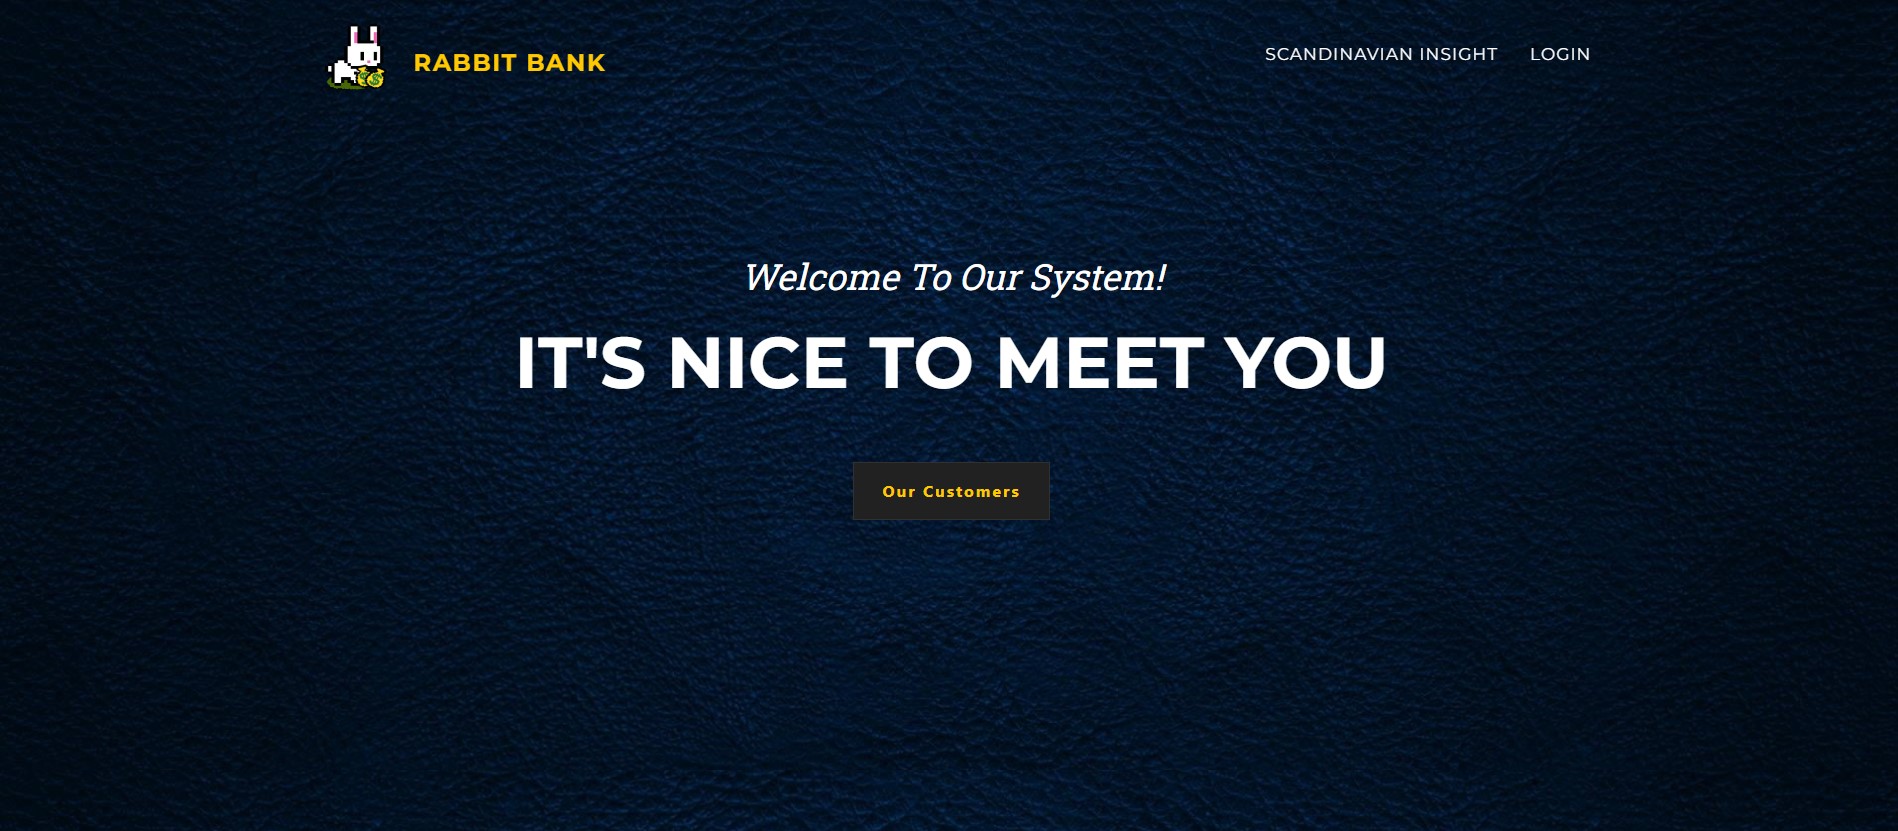 RABBIT BANK
SCANDINAVIAN INSIGHT
LOGIN
Welcome To Our System!
IT'S NICE TO MEET YOU
Our Customers